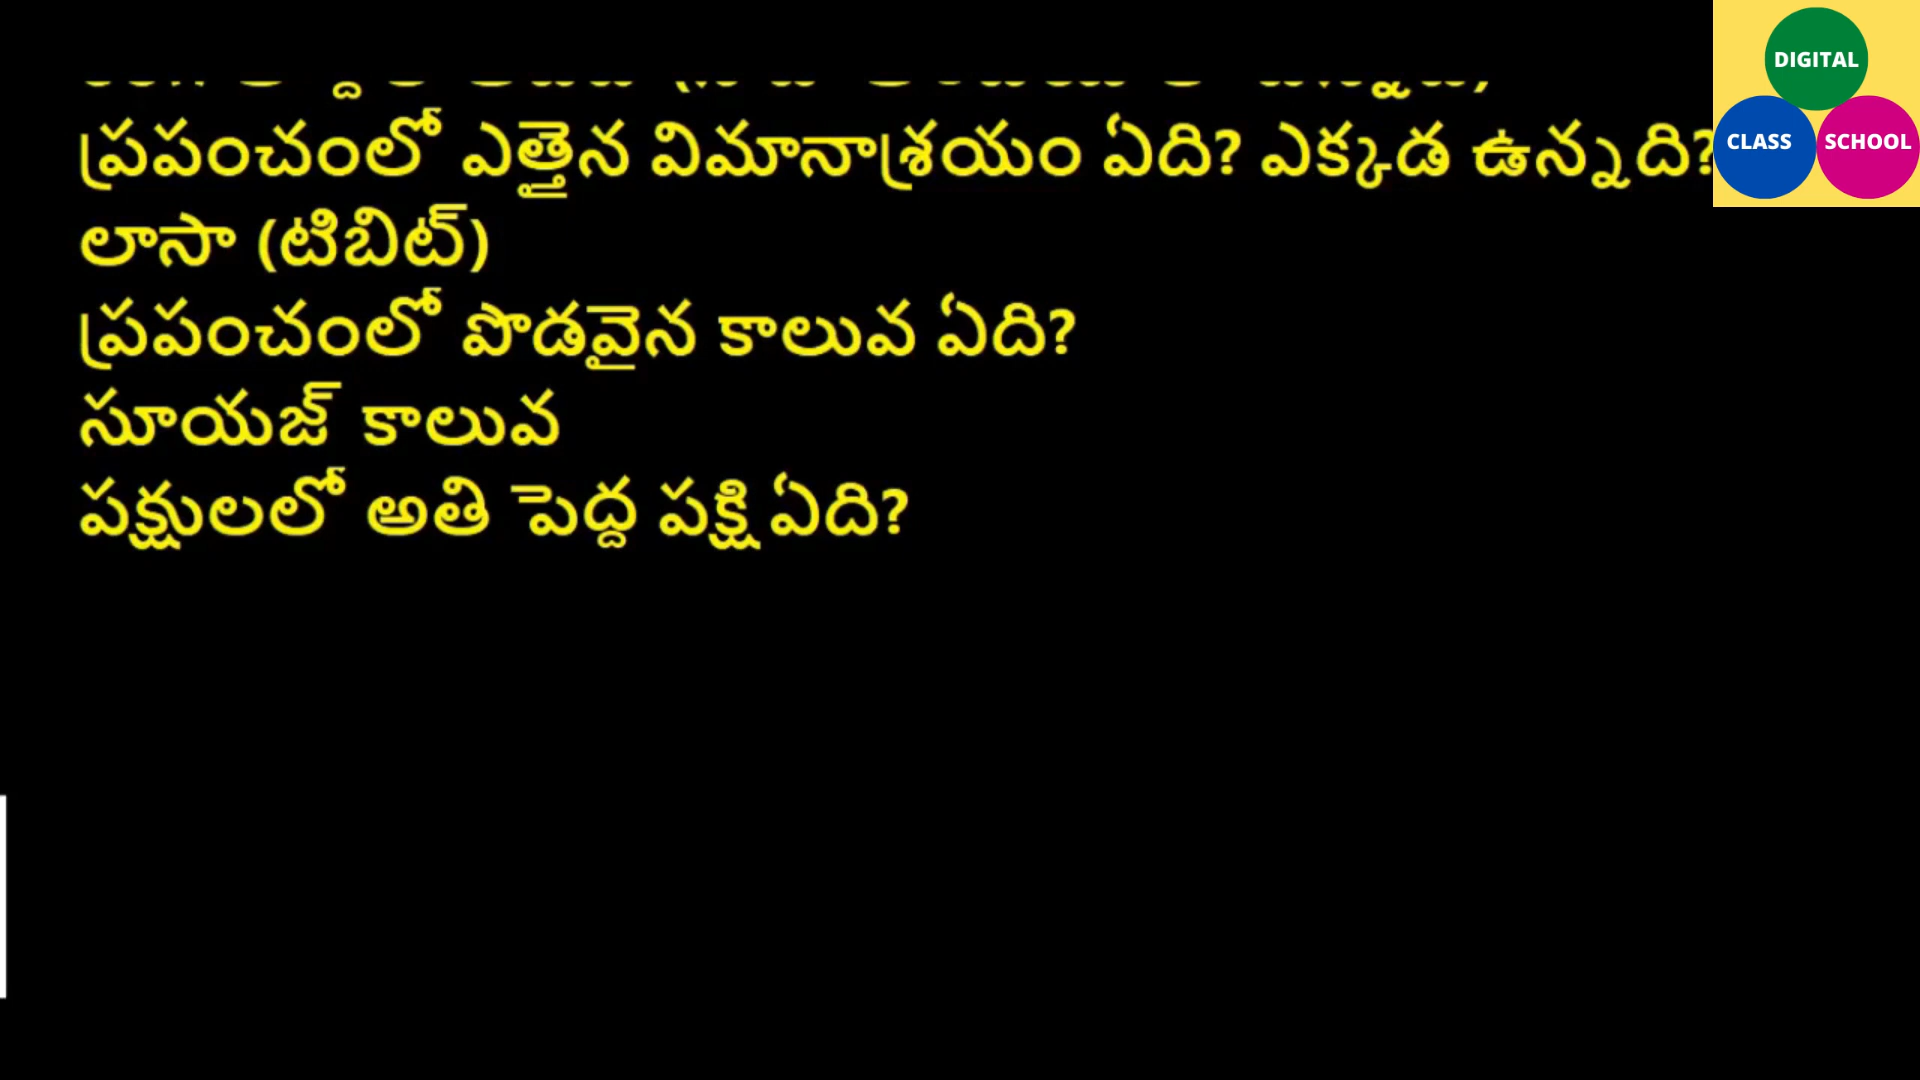 ప్రపంచంలో ఎత్తైన విమానాశ్రయం ఏది? ఎక్కడ ఉన్నది?
లాసా (టిబిట్)
ప్రపంచంలో పొడవైన కాలువ ఏది?
సూయజ్ కాలువ
పక్షులలో అతి పెద్ద పక్షి ఏది?
DIGITAL
CLASS SCHOOL